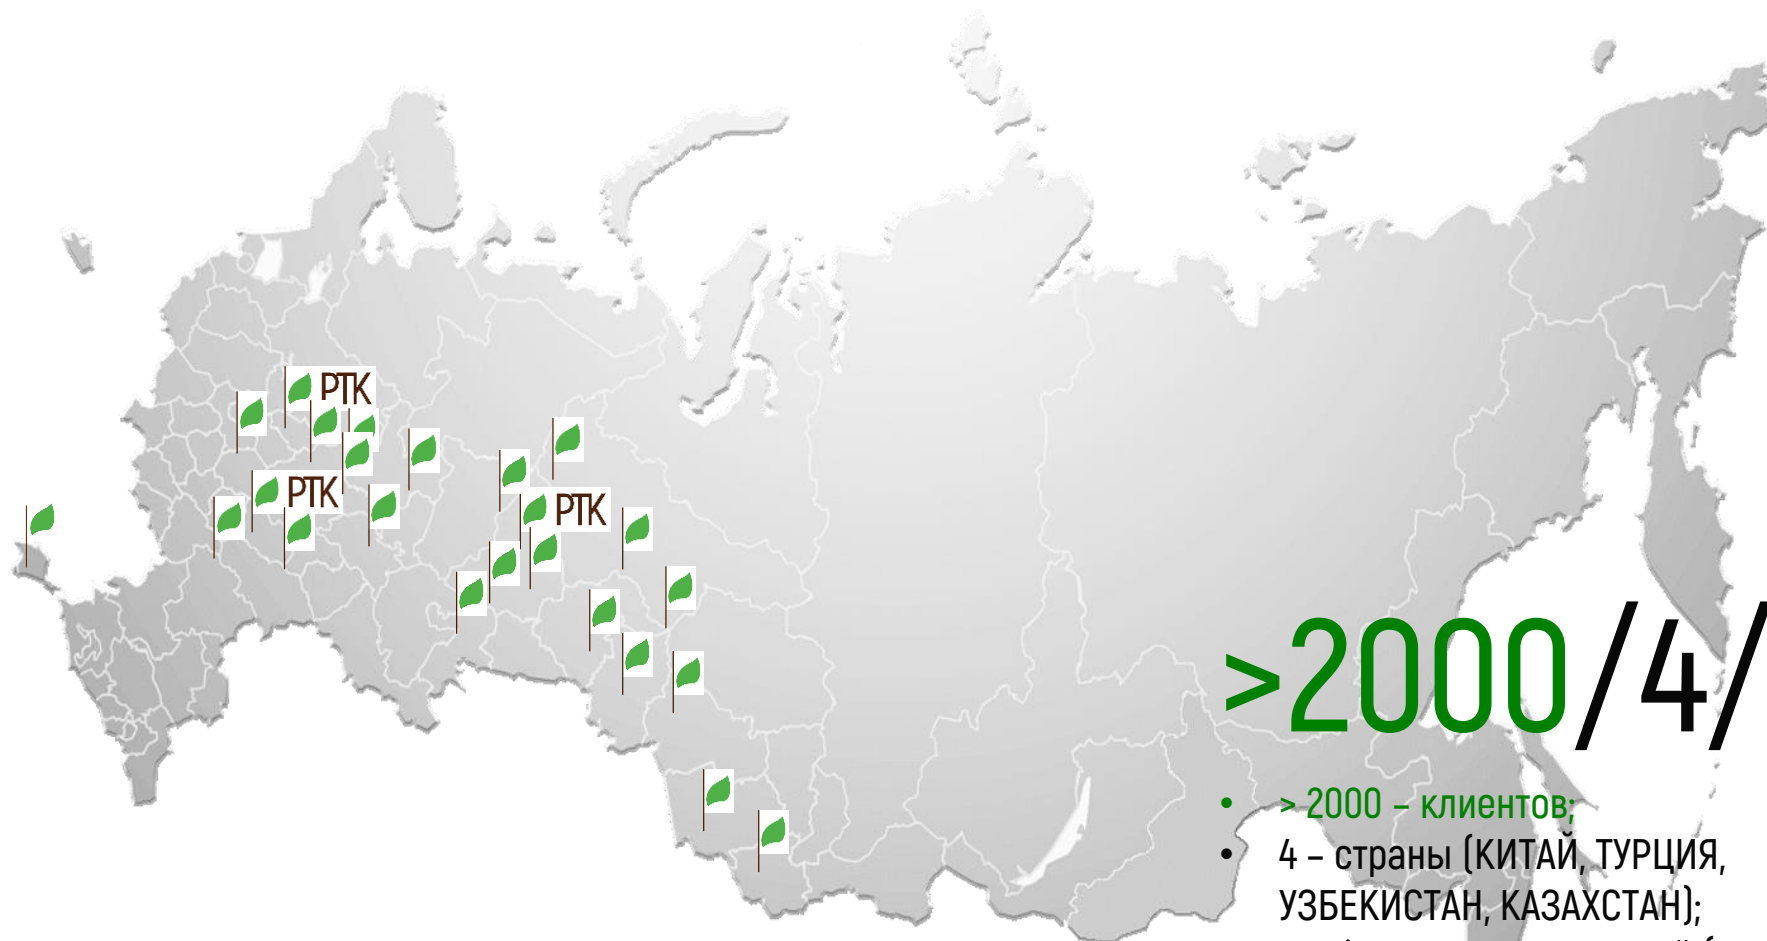 РТК
РТК
РТК
>2000/4/
• > 2000 – клиентов;
• 4 – страны (КИТАЙ, ТУРЦИЯ,
УЗБЕКИСТАН, КАЗАХСТАН);